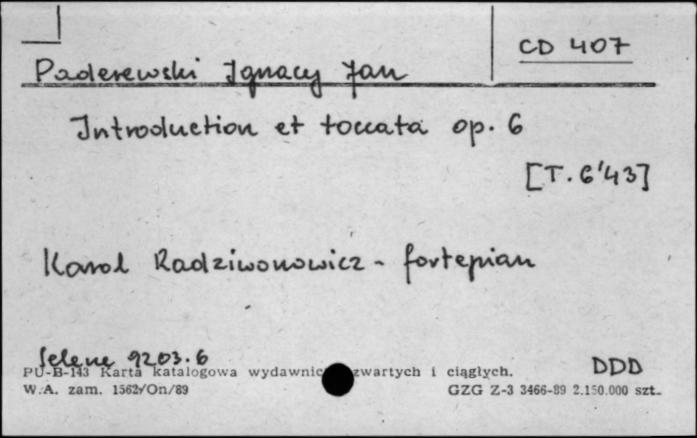 CD 407
Paderewski Ignacy Jan
Introduction et toccata op. 6
[T. 6'43]
Karol Radziwonowicz - fortepian
Selene 9203.6
DDD
PU-B-143 Karta katalogowa wydawnic zwartych i ciągłych.
W.A. zam. 1562/On/89 GZG Z-3 3466-89 2.150.000 szt.